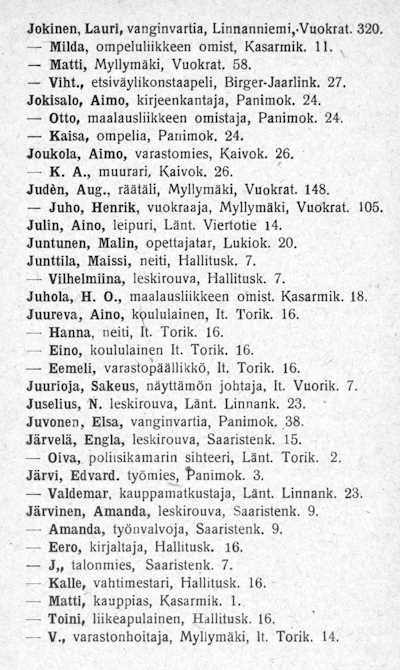 Jokinen, Lauri, vanginvartia, Linnanniemi, Vuokrat. 320.
— Milda, ompeluliikkeen omist, Kasarmik. 11.
— Matti, Myllymäki, Vuokrat. 58.
— Viht., etsiväylikonstaapeli, Birger-Jaarlink. 27.
Jokisalo, Aimo, kirjeenkantaja, Panimok. 24.
— Otto, maalausliikkeen omistaja, Panimok. 24.
— Kaisa, ompelia, Panimok. 24.
Joukola, Aimo, varastomies, Kaivok. 26.
— K. A., muurari, Kaivok. 26.
Judèn, Aug., räätäli, Myllymäki, Vuokrat. 148.
— Juho, Henrik, vuokraaja, Myllymäki, Vuokrat. 105.
Julin, Aino, leipuri, Länt. Viertotie 14.
Juntunen, Malin, opettajatar, Lukiok. 20.
Junttila, Maissi, neiti, Hallitusk. 7.
— Vilhelmiina, leskirouva, Hallitusk. 7.
Juhola, H. O., maalausliikkeen omist. Kasarmik. 18.
Juureva, Aino, koululainen, It. Torik. 16.
— Hanna, neiti, It. Torik. 16.
— Eino, koululainen It. Torik. 16.
— Eemeli, varastopäällikkö, It. Torik. 16.
Juurioja, Sakeus, näyttämön johtaja, It. Vuorik. 7.
Juselius, N. leskirouva, Länt. Linnank. 23.
Juvonen, Elsa, vanginvartia, Panimok. 38.
Järvelä, Engla, leskirouva, Saaristenk. 15.
— Oiva, poliisikamarin sihteeri, Länt. Torik. 2.
Järvi, Edvard. työmies, Panimok. 3.
— Valdemar, kauppamatkustaja, Länt. Linnank. 23.
Järvinen, Amanda, leskirouva, Saaristenk. 9.
— Amanda, työnvalvoja, Saaristenk. 9.
— Eero, kirjaltaja, Hallitusk. 16.
— J,, talonmies, Saaristenk. 7.
— Kalle, vahtimestari, Hallitusk. 16.
— Matti, kauppias, Kasarmik. 1.
— Toini, liikeapulainen, Hallitusk. 16.
— V., varastonhoitaja, Myllymäki, It. Torik. 14.